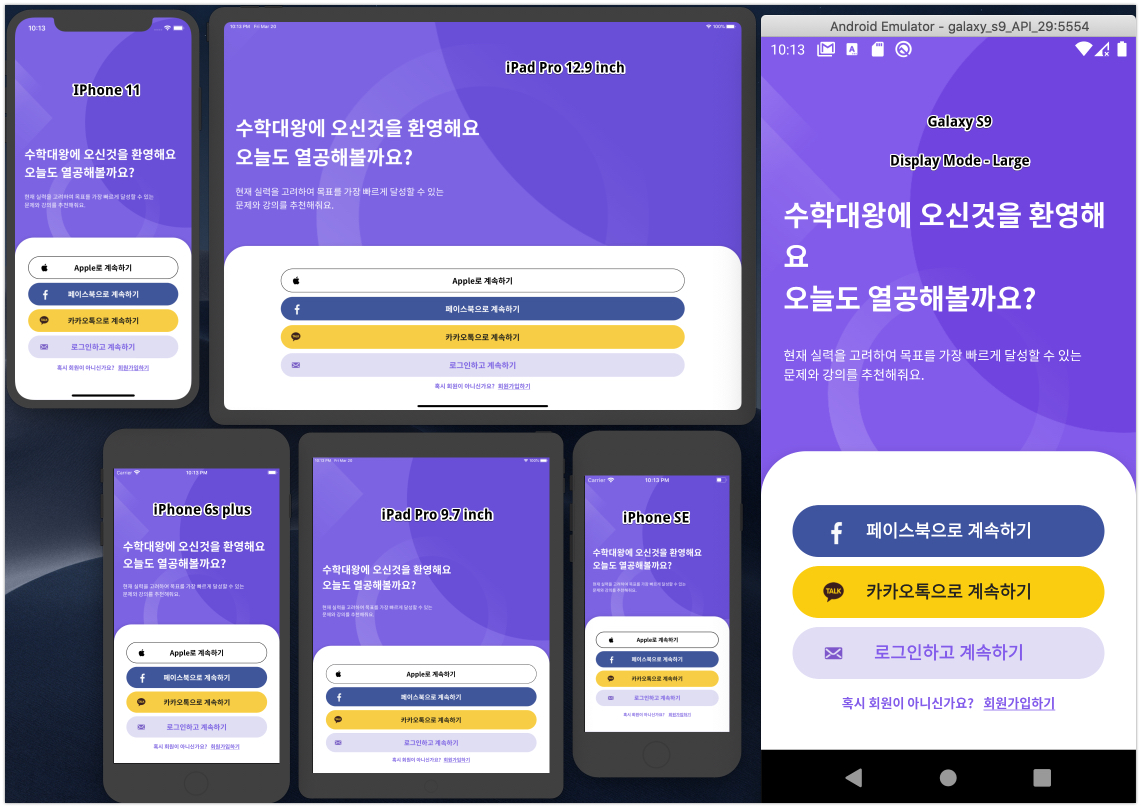 10:13
IPhone 11
수학대왕에 오신것을 환영해요
오늘도 열공해볼까요?
현재 실력을 고려하여 목표를 가장 빠르게 달성할 수 있는
문제와 강의를 추천해줘요.
Apple로 계속하기
페이스북으로 계속하기
카카오톡으로 계속하기
로그인하고 계속하기
혹시 회원이 아니신가요? 회원가입하기
10:13 PM Fri Mar 20
100%
iPad Pro 12.9 inch
수학대왕에 오신것을 환영해요
오늘도 열공해볼까요?
현재 실력을 고려하여 목표를 가장 빠르게 달성할 수 있는
문제와 강의를 추천해줘요.
Apple로 계속하기
페이스북으로 계속하기
카카오톡으로 계속하기
로그인하고 계속하기
혹시 회원이 아니신가요? 회원가입하기
Android Emulator - galaxy_s9_API_29:5554
10:13
A
Galaxy S9
Display Mode - Large
수학대왕에 오신것을 환영해
요
오늘도 열공해볼까요?
현재 실력을 고려하여 목표를 가장 빠르게 달성할 수 있는
문제와 강의를 추천해줘요.
페이스북으로 계속하기
TALK
카카오톡으로 계속하기
로그인하고 계속하기
혹시 회원이 아니신가요? 회원가입하기
Carrier 10:13 PM
iPhone 6s plus
수학대왕에 오신것을 환영해요
오늘도 열공해볼까요?
현재 실력을 고려하여 목표를 가장 빠르게 달성할 수 있는
문제와 강의를 추천해줘요.
Apple로 계속하기
페이스북으로 계속하기
카카오톡으로 계속하기
로그인하고 계속하기
혹시 회원이 아니신가요? 회원가입하기
10:13 PM Fri Mar 20
100%
iPad Pro 9.7 inch
수학대왕에 오신것을 환영해요
오늘도 열공해볼까요?
현재 실력을 고려하여 목표를 가장 빠르게 달성할 수 있는
문제와 강의를 추천해줘요.
Apple로 계속하기
페이스북으로 계속하기
카카오톡으로 계속하기
로그인하고 계속하기
혹시 회원이 아니신가요? 회원가입하기
Carrier 10:13 PM
iPhone SE
수학대왕에 오신것을 환영해요
오늘도 열공해볼까요?
현재 실력을 고려하여 목표를 가장 빠르게 달성할 수 있는
문제와 강의를 추천해줘요.
Apple로 계속하기
페이스북으로 계속하기
카카오톡으로 계속하기
로그인하고 계속하기
혹시 회원이 아니신가요? 회원가입하기